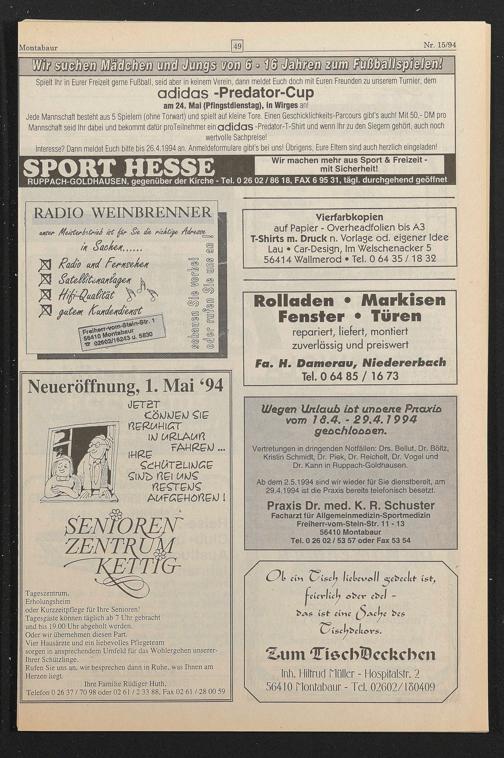 Montabaur
49
Nr. 15/94
Wir suchen Mädchen und Jungs von 6 - 16 Jahren zum Fußballspielen!
Spielt Ihr in Eurer Freizeit gerne Fußball, seid aber in keinem Verein, dann meldet Euch doch mit Euren Freunden zu unserem Turnier, dem
adidas -Predator-Cup
am 24. Mai (Pfingstdienstag), in Wirges an!
Jede Mannschaft besteht aus 5 Spielern (ohne Torwart) und spielt auf kleine Tore. Einen Geschicklichkeits-Parcours gibt's auch! Mit 50,- DM pro
Mannschaft seid Ihr dabei und bekommt dafür pro Teilnehmer ein adidas -Predator-T-Shirt und wenn Ihr zu den Siegern gehört, auch noch
wertvolle Sachpreise!
Interesse? Dann meldet Euch bitte bis 26.4.1994 an. Anmeldeformulare gibt's bei uns! Übrigens, Eure Eltern sind auch herzlich eingeladen!
SPORT HESSE
Wir machen mehr aus Sport & Freizeit -
mit Sicherheit!
RUPPACH-GOLDHAUSEN, gegenüber der Kirche - Tel. 0 26 02 / 86 18, FAX 6 95 31, tägl. durchgehend geöffnet
RADIO WEINBRENNER
unser Meisterbetrieb ist für Sie die richtige Adresse
in Sachen......
Radio und Fernsehen
Satellitenanlagen
Hifi-Qualität
gutem Kundendienst
Freiherr-vom-Stein-Str. 1
56410 Montabaur
☎ 02602/16243 u. 5830
schauen Sie vorbei
oder rufen Sie uns an !
Vierfarbkopien
auf Papier - Overheadfolien bis A3
T-Shirts m. Druck n. Vorlage od. eigener Idee
Lau • Car-Design, Im Welschenacker 5
56414 Wallmerod • Tel. 0 64 35 / 18 32
Rolladen • Markisen
Fenster • Türen
repariert, liefert, montiert
zuverlässig und preiswert
Fa. H. Damerau, Niedererbach
Tel. 0 64 85 / 16 73
Neueröffnung, 1. Mai '94
JETZT
KÖNNEN SIE
BERUHIGT
IN URLAUB
FAHREN ...
IHRE
SCHÜTZLINGE
SIND BEI UNS
BESTENS
AUFGEHOBEN !
SENIOREN
ZENTRUM
KETTIG
Tageszentrum,
Erholungsheim
oder Kurzzeitpflege für Ihre Senioren!
Tagesgäste können täglich ab 7 Uhr gebracht
und bis 19.00 Uhr abgeholt werden.
Oder wir übernehmen diesen Part.
Vier Hausärzte und ein liebevolles Pflegeteam
sorgen in ansprechendem Umfeld für das Wohlergehen unserer-
Ihrer Schützlinge.
Rufen Sie uns an, wir besprechen dann in Ruhe, was Ihnen am
Herzen liegt.
Ihre Familie Rüdiger Huth,
Telefon 0 26 37 / 70 98 oder 02 61 / 2 33 88, Fax 02 61 / 28 00 59
Wegen Urlaub ist unsere Praxis
vom 18.4. - 29.4.1994
geschlossen.
Vertretungen in dringenden Notfällen: Drs. Bellut, Dr. Böltz,
Kristin Schmidt, Dr. Piek, Dr. Reichelt, Dr. Vogel und
Dr. Kann in Ruppach-Goldhausen.
Ab dem 2.5.1994 sind wir wieder für Sie dienstbereit, am
29.4.1994 ist die Praxis bereits telefonisch besetzt.
Praxis Dr. med. K. R. Schuster
Facharzt für Allgemeinmedizin-Sportmedizin
Freiherr-vom-Stein-Str. 11 - 13
56410 Montabaur
Tel. 0 26 02 / 53 57 oder Fax 53 54
Ob ein Tisch liebevoll gedeckt ist,
feierlich oder edel -
das ist eine Sache des
Tischdekors.
Zum TischDeckchen
Inh. Hiltrud Müller - Hospitalstr. 2
56410 Montabaur - Tel. 02602/180409